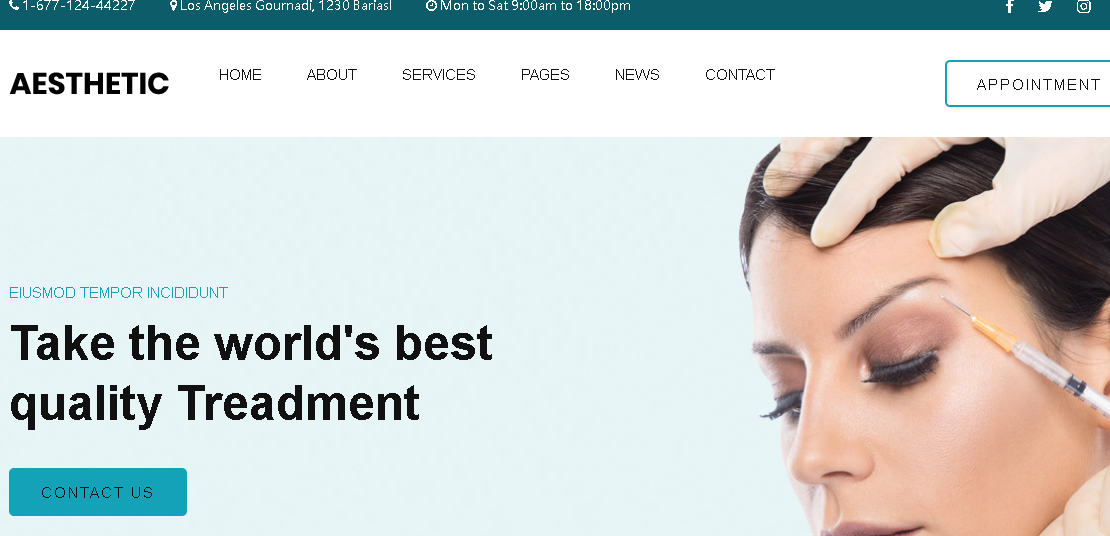 1-677-124-44227 Los Angeles Gournadi, 1230 Bariasl Mon to Sat 9:00am to 18:00pm
AESTHETIC HOME ABOUT SERVICES PAGES NEWS CONTACT APPOINTMENT
EIUSMOD TEMPOR INCIDIDUNT
Take the world's best
quality Treadment
CONTACT US